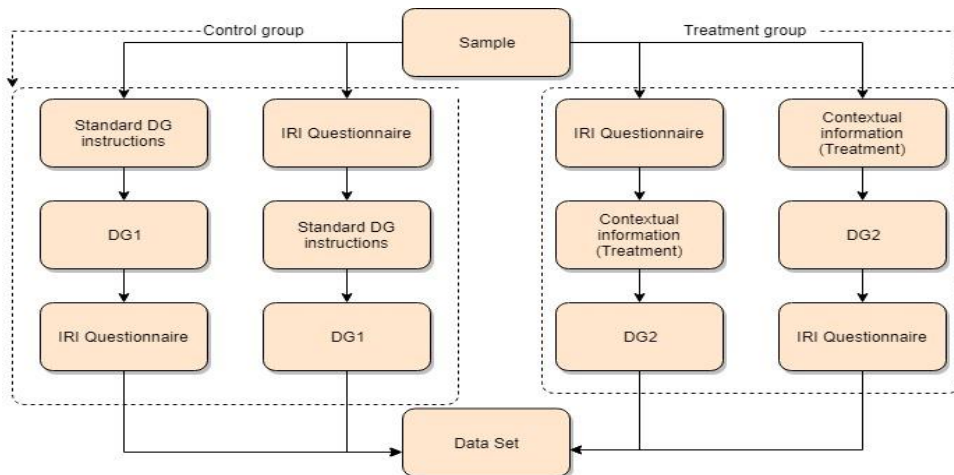 Control group
Sample
Treatment group
Standard DG
instructions
IRI Questionnaire
IRI Questionnaire
Contextual
information
(Treatment)
DG1
Standard DG
instructions
Contextual
information
(Treatment)
DG2
IRI Questionnaire
DG1
DG2
IRI Questionnaire
Data Set